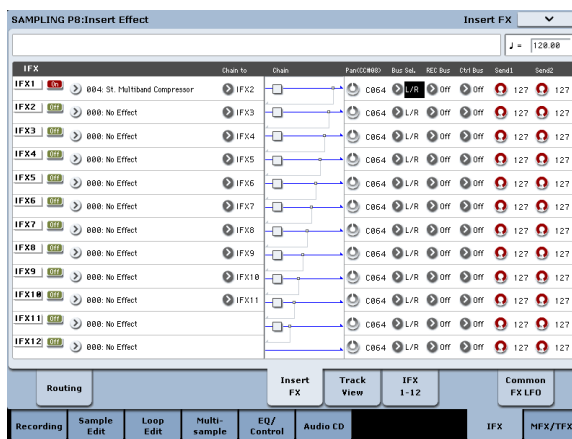 SAMPLING P8:Insert Effect Insert FX
♩ = 120.00
IFX Chain to Chain Pan(CC#08) Bus Sel. REC Bus Ctrl Bus Send1 Send2
IFX1 On 004: St. Multiband Compressor IFX2 C064 L/R Off Off 127 127
IFX2 Off 000: No Effect IFX3 C064 L/R Off Off 127 127
IFX3 Off 000: No Effect IFX4 C064 L/R Off Off 127 127
IFX4 Off 000: No Effect IFX5 C064 L/R Off Off 127 127
IFX5 Off 000: No Effect IFX6 C064 L/R Off Off 127 127
IFX6 Off 000: No Effect IFX7 C064 L/R Off Off 127 127
IFX7 Off 000: No Effect IFX8 C064 L/R Off Off 127 127
IFX8 Off 000: No Effect IFX9 C064 L/R Off Off 127 127
IFX9 Off 000: No Effect IFX10 C064 L/R Off Off 127 127
IFX10 Off 000: No Effect IFX11 C064 L/R Off Off 127 127
IFX11 Off 000: No Effect C064 L/R Off Off 127 127
IFX12 Off 000: No Effect C064 L/R Off Off 127 127
Routing Insert FX Track View IFX 1-12 Common FX LFO
Recording Sample Edit Loop Edit Multi-sample EQ/Control Audio CD IFX MFX/TFX